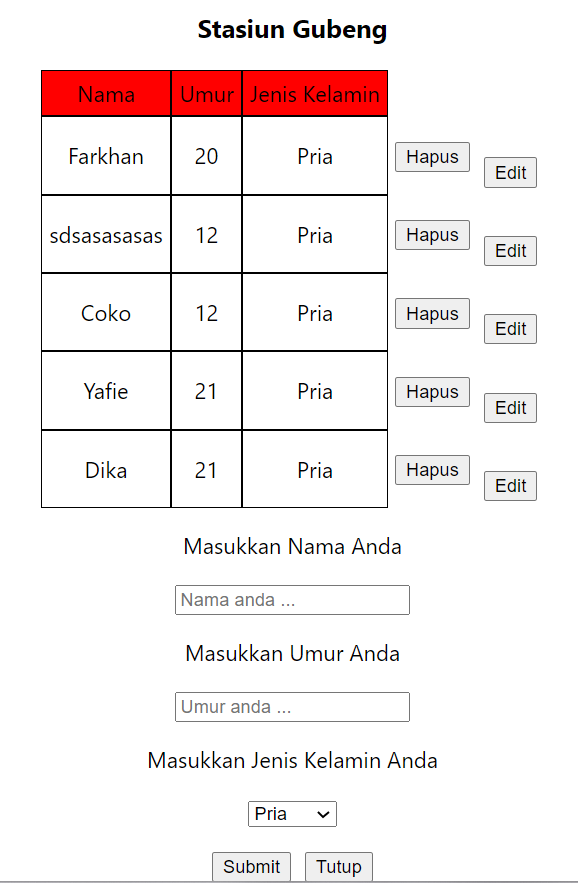 Stasiun Gubeng
Nama Umur Jenis Kelamin
Farkhan 20 Pria Hapus Edit
sdsasasasas 12 Pria Hapus Edit
Coko 12 Pria Hapus Edit
Yafie 21 Pria Hapus Edit
Dika 21 Pria Hapus Edit
Masukkan Nama Anda
Nama anda ...
Masukkan Umur Anda
Umur anda ...
Masukkan Jenis Kelamin Anda
Pria
Submit Tutup